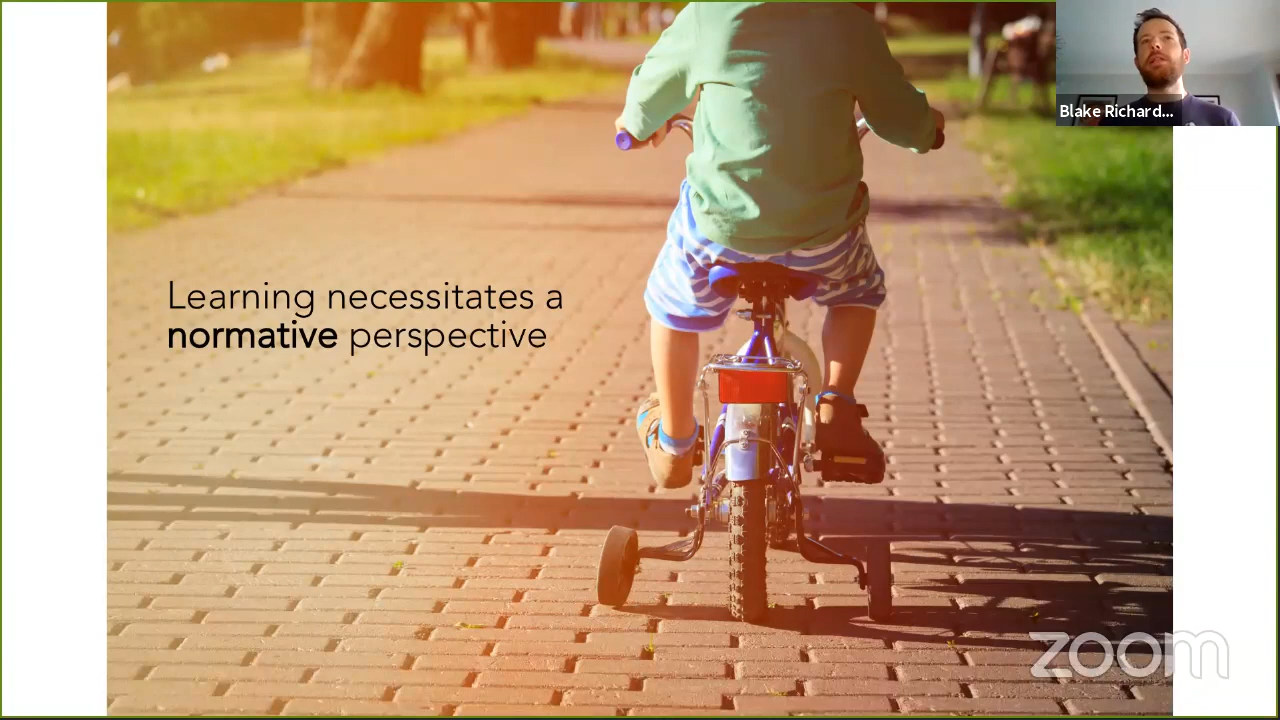 Blake Richard...
Learning necessitates a
normative perspective
zoom